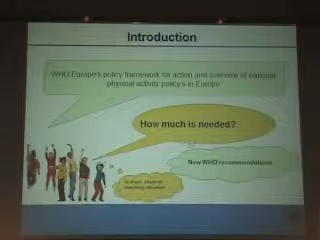 Introduction
WHO Europe's policy framework for action and overview of national
physical activity policy's in Europe
How much is needed?
New WHO recommendations